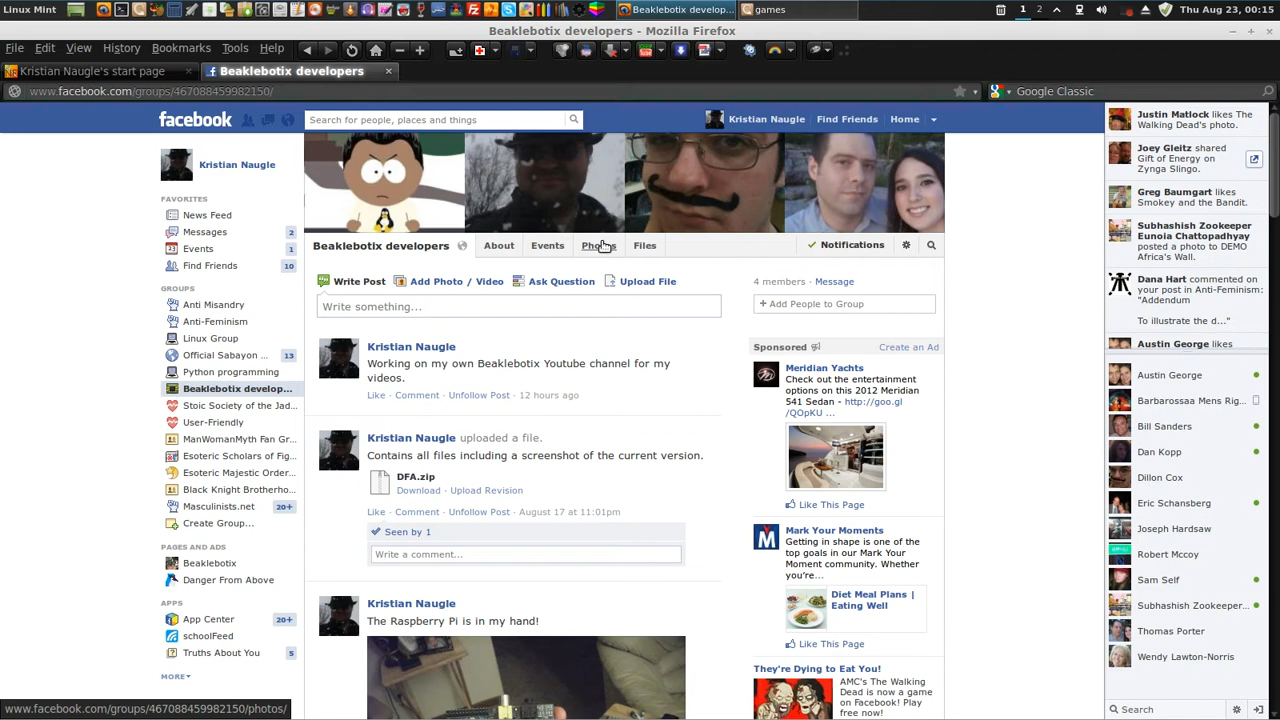 Linux Mint
Beaklebotix develop...
games
1 2
Thu Aug 23, 00:15
Beaklebotix developers - Mozilla Firefox
File Edit View History Bookmarks Tools Help
Kristian Naugle's start page
Beaklebotix developers
www.facebook.com/groups/467088459982150/
Google Classic
facebook
Search for people, places and things
Kristian Naugle
Find Friends
Home
Kristian Naugle
FAVORITES
News Feed
Messages 2
Events 1
Find Friends 10
GROUPS
Anti Misandry
Anti-Feminism
Linux Group
Official Sabayon ... 13
Python programming
Beaklebotix develop...
Stoic Society of the Jad...
User-Friendly
ManWomanMyth Fan Gr...
Esoteric Scholars of Fig...
Esoteric Majestic Order...
Black Knight Brotherho...
Masculinists.net 20+
Create Group...
PAGES AND ADS
Beaklebotix
Danger From Above
APPS
App Center 20+
schoolFeed
Truths About You 5
MORE
www.facebook.com/groups/467088459982150/photos/
Beaklebotix developers
About
Events
Photos
Files
Notifications
Write Post
Add Photo / Video
Ask Question
Upload File
Write something...
Kristian Naugle
Working on my own Beaklebotix Youtube channel for my
videos.
Like · Comment · Unfollow Post · 12 hours ago
Kristian Naugle uploaded a file.
Contains all files including a screenshot of the current version.
DFA.zip
Download · Upload Revision
Like · Comment · Unfollow Post · August 17 at 11:01pm
Seen by 1
Write a comment...
Kristian Naugle
The Raspberry Pi is in my hand!
4 members · Message
+ Add People to Group
Sponsored
Create an Ad
Meridian Yachts
Check out the entertainment
options on this 2012 Meridian
541 Sedan - http://goo.gl
/QOpKU ...
Like This Page
Mark Your Moments
Getting in shape is one of the
top goals in our Mark Your
Moment community. Whether
you're...
Diet Meal Plans |
Eating Well
Like This Page
They're Dying to Eat You!
AMC's The Walking
Dead is now a game
on Facebook! Play
free now!
Justin Matlock likes The
Walking Dead's photo.
Joey Gleitz shared
Gift of Energy on
Zynga Slingo.
Greg Baumgart likes
Smokey and the Bandit.
Subhashish Zookeeper
Eunoia Chattopadhyay
posted a photo to DEMO
Africa's Wall.
Dana Hart commented on
your post in Anti-Feminism:
"Addendum
To illustrate the d..."
Austin George likes
Austin George
Barbarossaa Mens Rig...
Bill Sanders
Dan Kopp
Dillon Cox
Eric Schansberg
Joseph Hardsaw
Robert Mccoy
Sam Self
Subhashish Zookeeper...
Thomas Porter
Wendy Lawton-Norris
Search